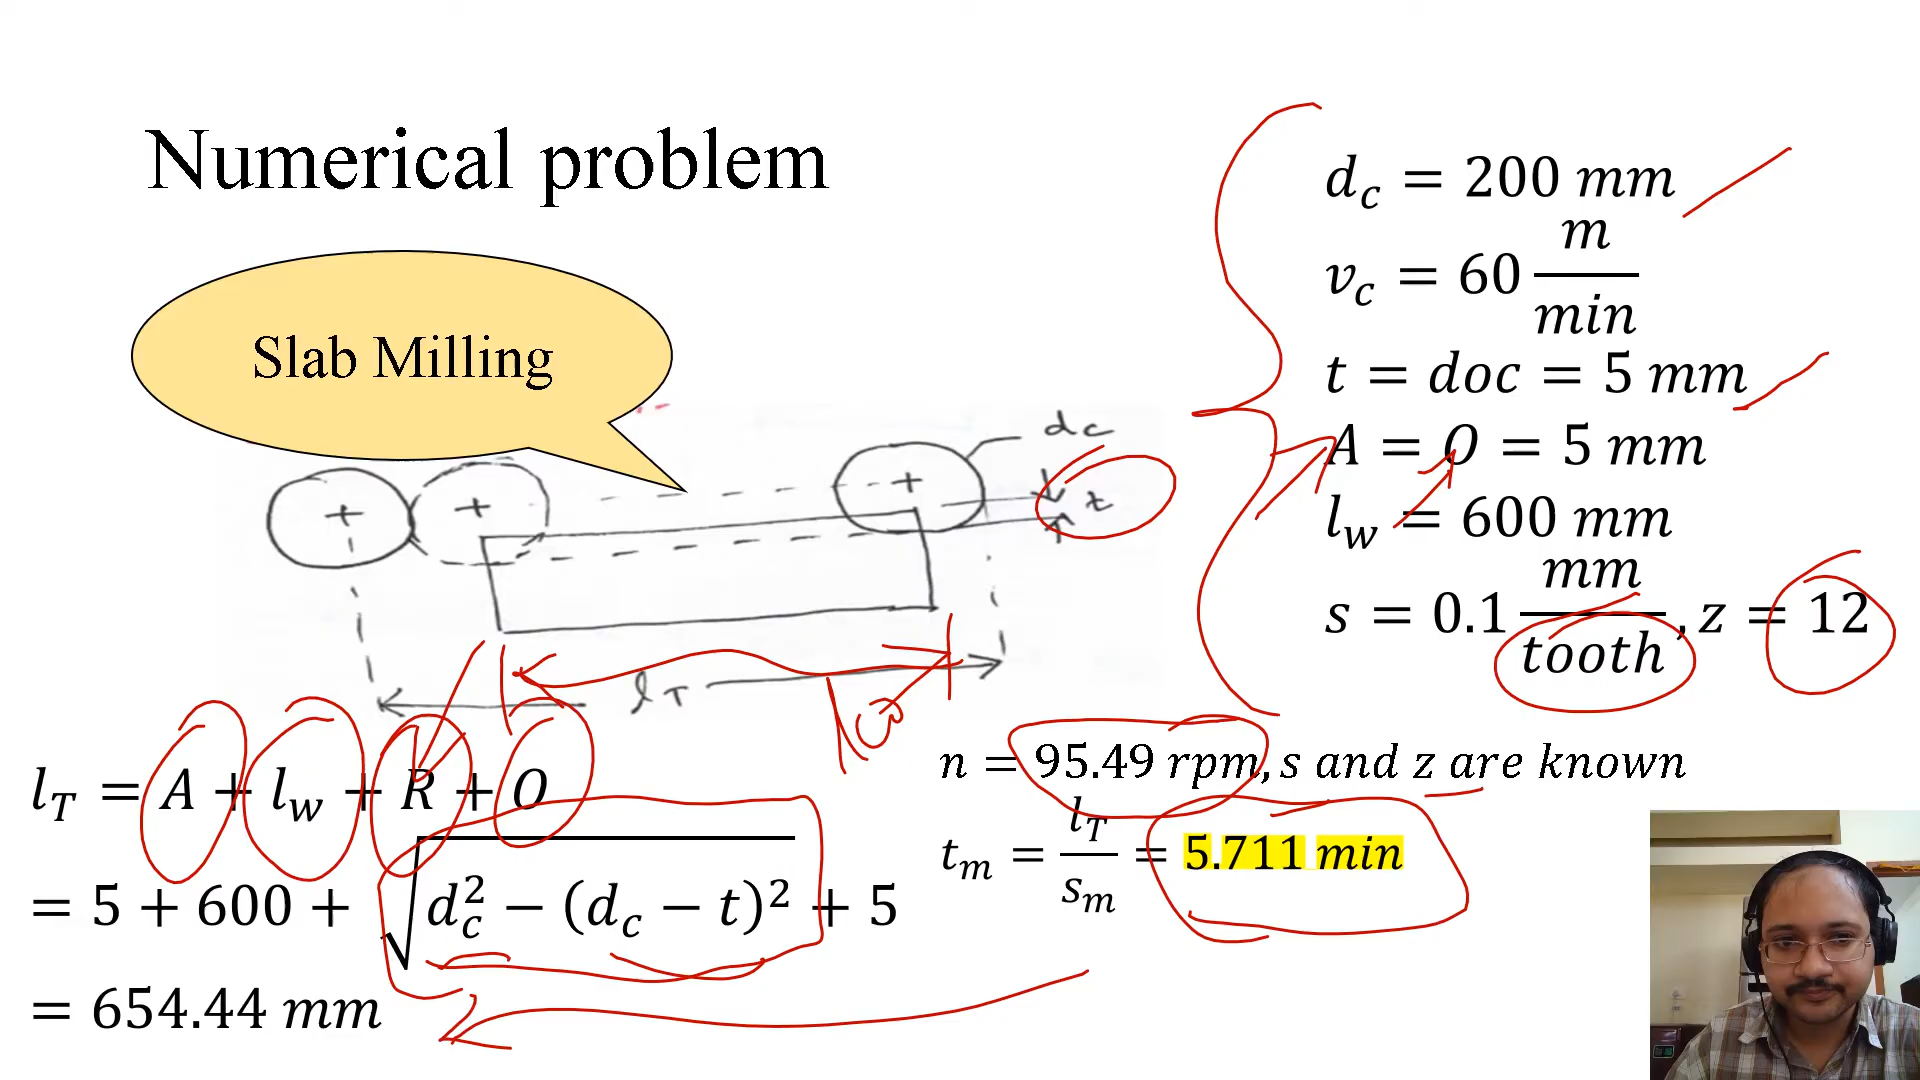 Numerical problem
Slab Milling
d_c
t
l_T
d_c = 200 mm
v_c = 60 m/min
t = doc = 5 mm
A = O = 5 mm
l_w = 600 mm
s = 0.1 mm/tooth, z = 12
l_T = A + l_w + R + O
= 5 + 600 + √(d_c² − (d_c − t)²) + 5
= 654.44 mm
n = 95.49 rpm, s and z are known
t_m = l_T/s_m = 5.711 min